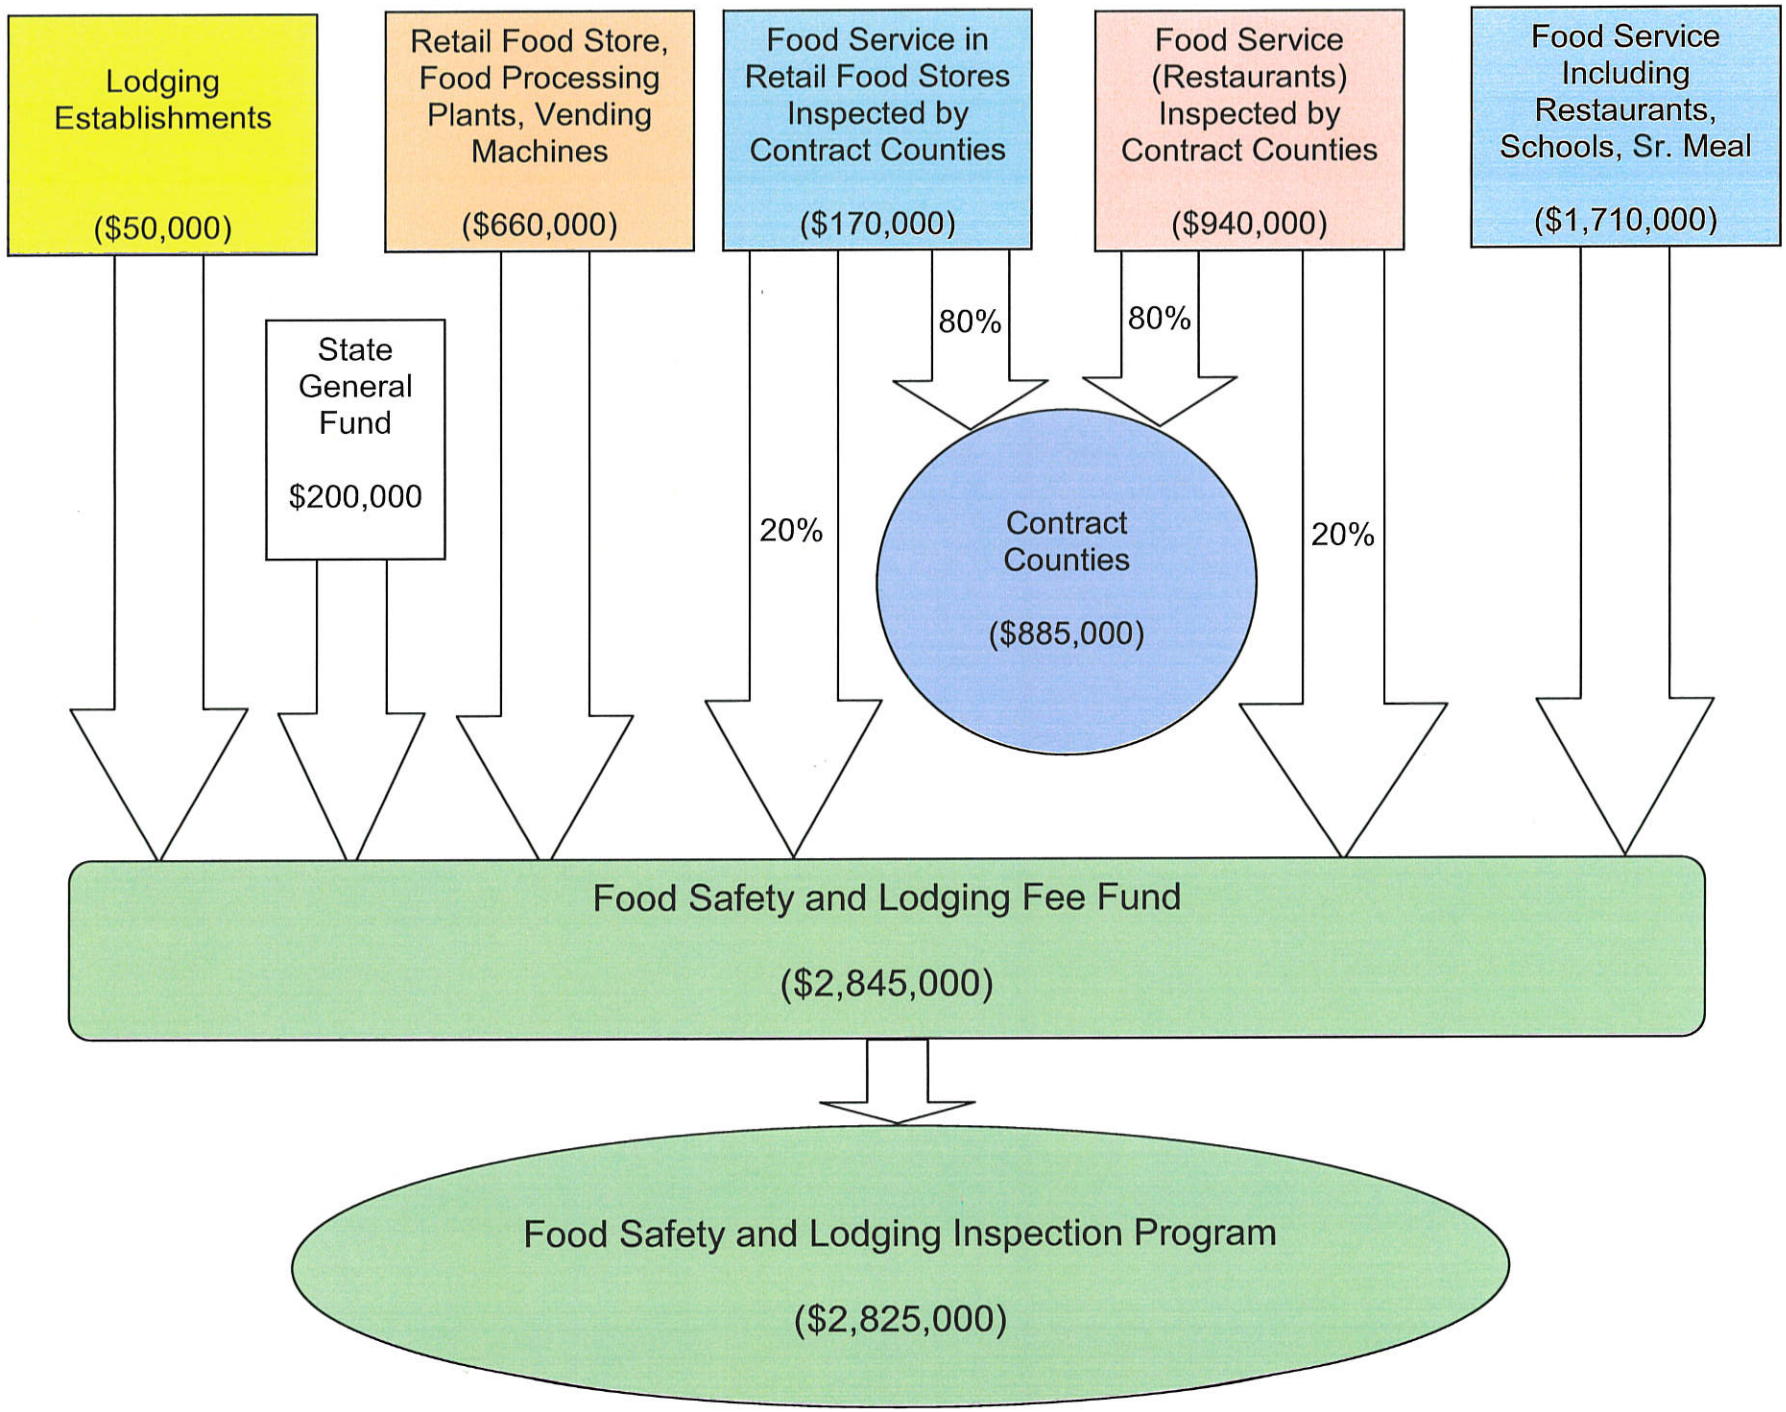 Lodging
Establishments
($50,000)
Retail Food Store,
Food Processing
Plants, Vending
Machines
($660,000)
Food Service in
Retail Food Stores
Inspected by
Contract Counties
($170,000)
Food Service
(Restaurants)
Inspected by
Contract Counties
($940,000)
Food Service
Including
Restaurants,
Schools, Sr. Meal
($1,710,000)
State
General
Fund
$200,000
80%
80%
20%
20%
Contract
Counties
($885,000)
Food Safety and Lodging Fee Fund
($2,845,000)
Food Safety and Lodging Inspection Program
($2,825,000)